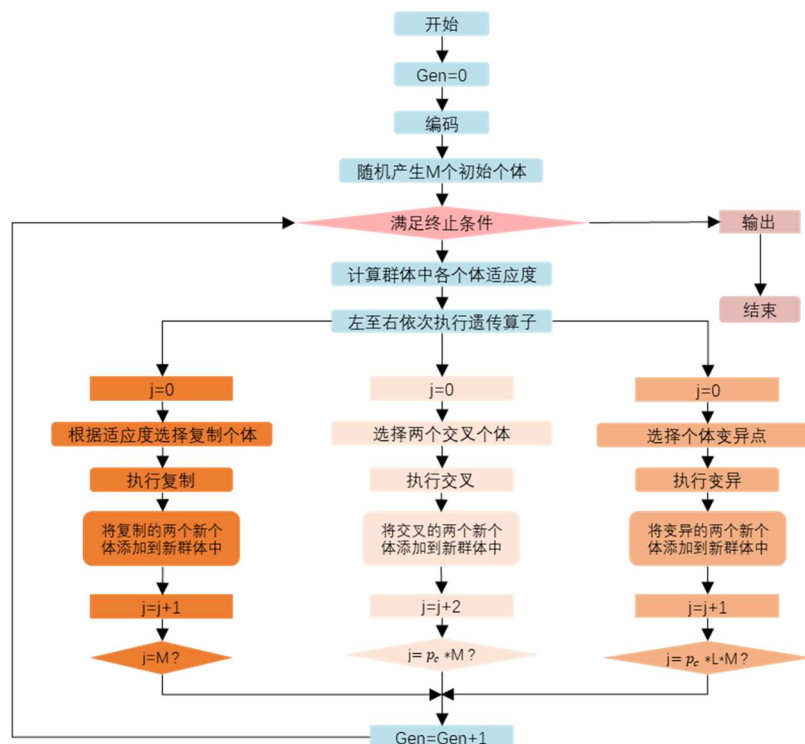 开始
Gen=0
编码
随机产生M个初始个体
满足终止条件
输出
计算群体中各个体适应度
结束
左至右依次执行遗传算子
j=0
根据适应度选择复制个体
执行复制
将复制的两个新个
体添加到新群体中
j=j+1
j=M?
j=0
选择两个交叉个体
执行交叉
将交叉的两个新个
体添加到新群体中
j=j+2
j= p_c *M?
j=0
选择个体变异点
执行变异
将变异的两个新个
体添加到新群体中
j=j+1
j= p_c *L*M?
Gen=Gen+1